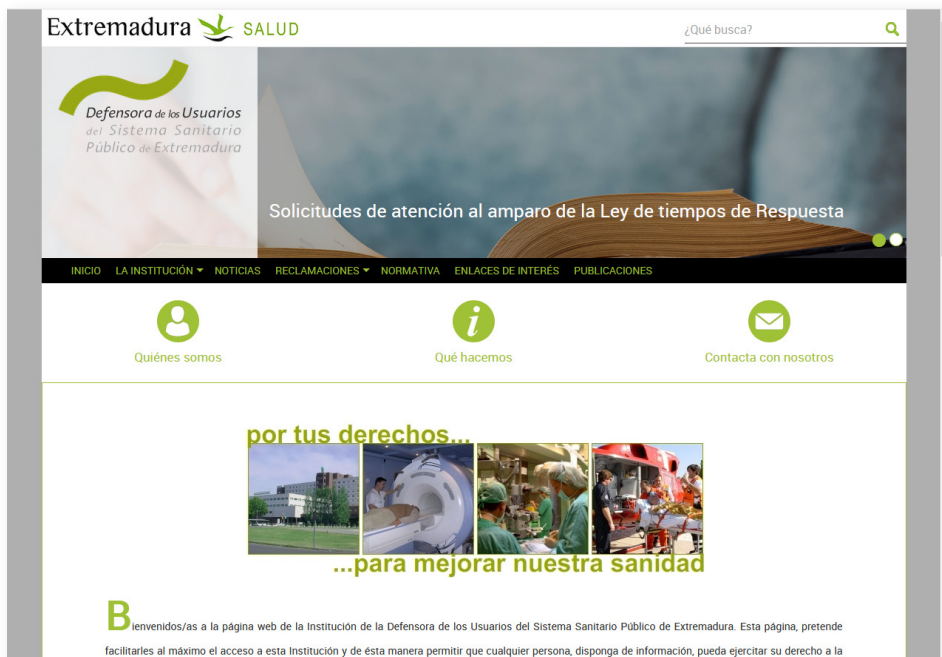 Extremadura SALUD
¿Qué busca?
Defensora de los Usuarios
del Sistema Sanitario
Público de Extremadura
Solicitudes de atención al amparo de la Ley de tiempos de Respuesta
INICIO LA INSTITUCIÓN NOTICIAS RECLAMACIONES NORMATIVA ENLACES DE INTERÉS PUBLICACIONES
Quiénes somos Qué hacemos Contacta con nosotros
por tus derechos...
...para mejorar nuestra sanidad
Bienvenidos/as a la página web de la Institución de la Defensora de los Usuarios del Sistema Sanitario Público de Extremadura. Esta página, pretende
facilitarles al máximo el acceso a esta Institución y de ésta manera permitir que cualquier persona, disponga de información, pueda ejercitar su derecho a la